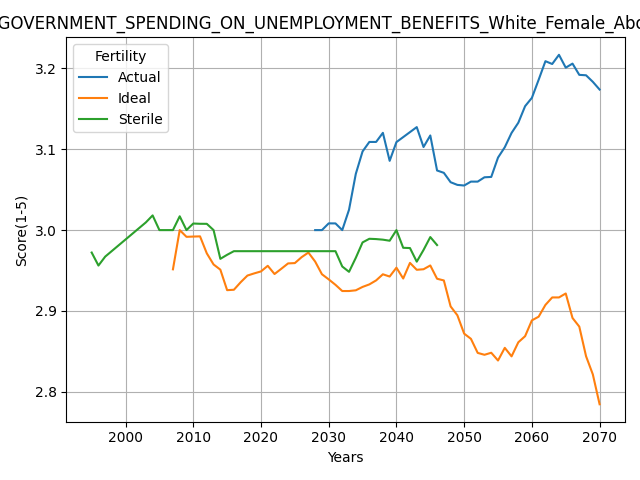 GOVERNMENT_SPENDING_ON_UNEMPLOYMENT_BENEFITS_White_Female_Abo
Fertility
Actual
Ideal
Sterile
Score(1-5)
3.2
3.1
3.0
2.9
2.8
2000 2010 2020 2030 2040 2050 2060 2070
Years